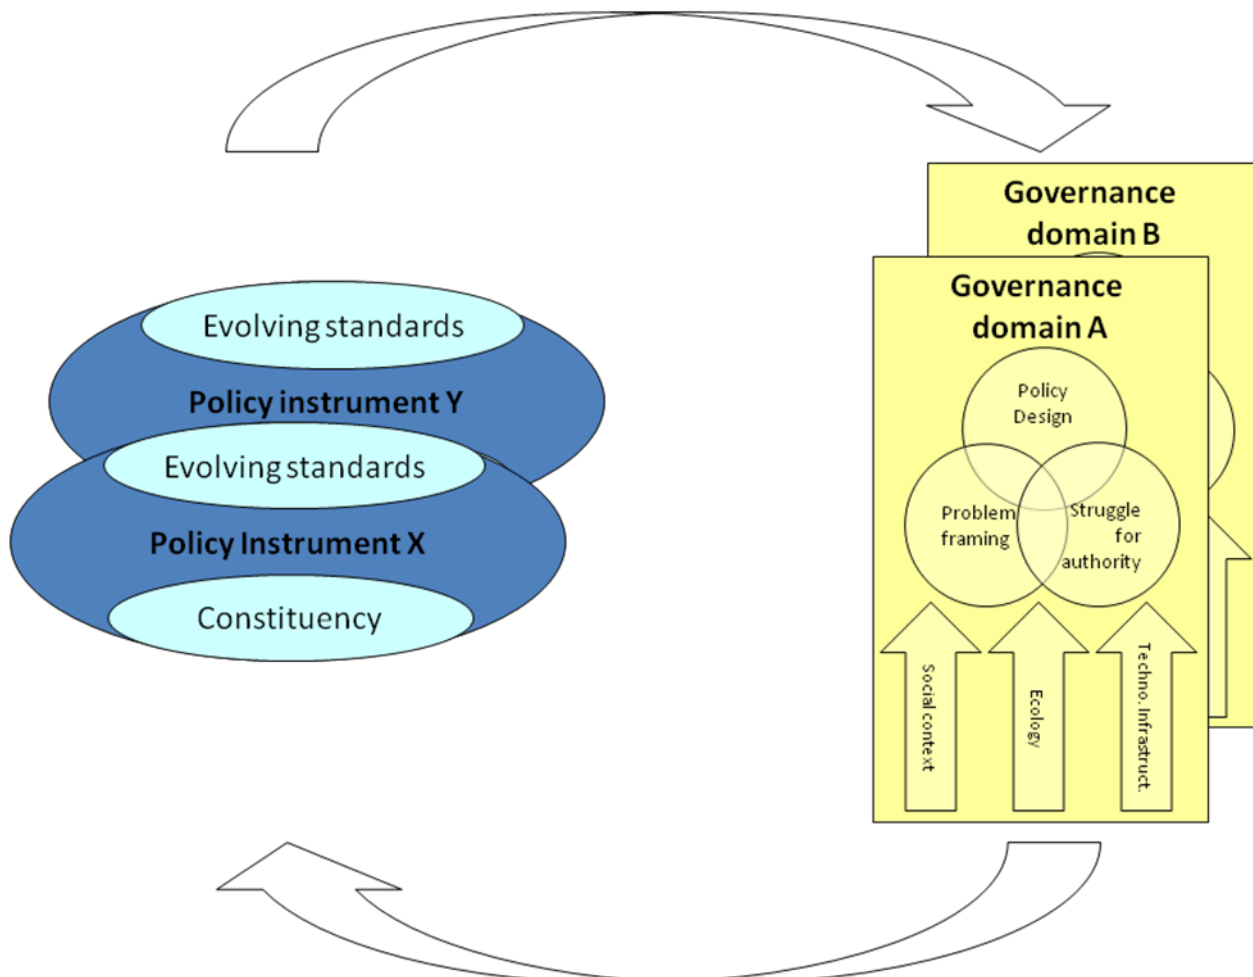 Governance
domain B
Governance
domain A
Evolving standards
Policy instrument Y
Evolving standards
Policy Instrument X
Constituency
Policy
Design
Problem
framing
Struggle
for
authority
Social context
Ecology
Techno. Infrastruct.